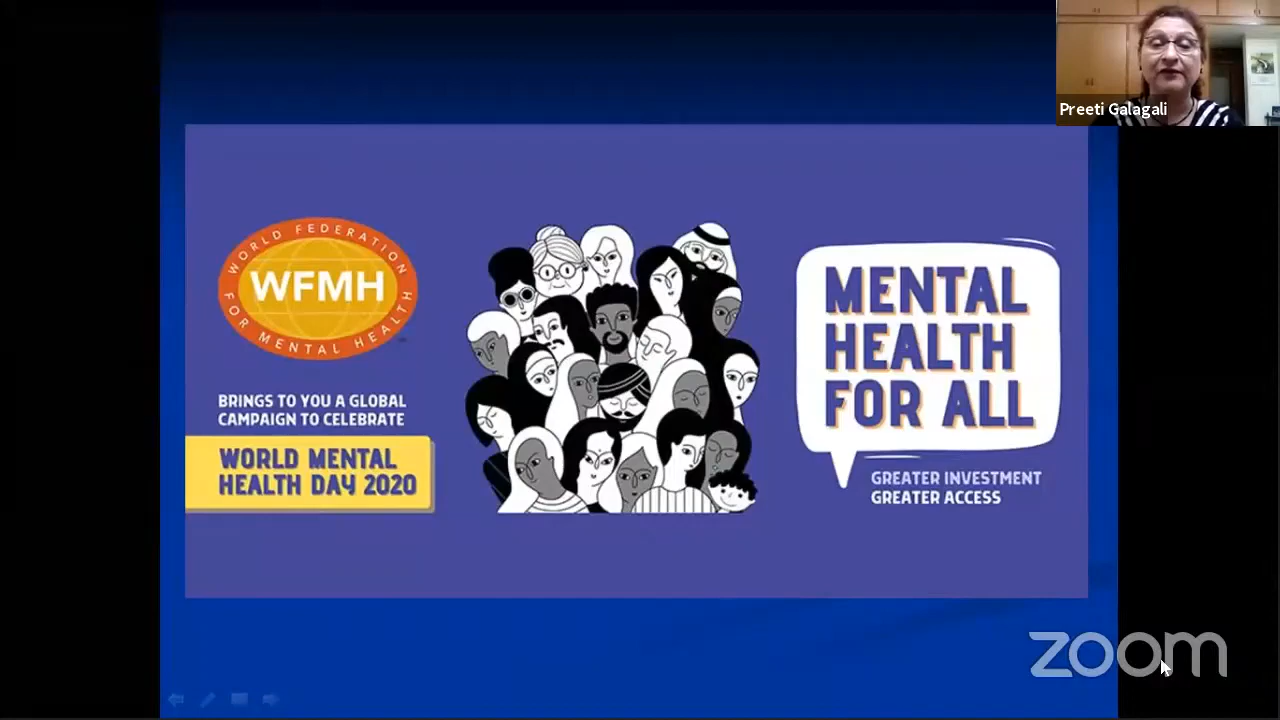 Preeti Galagali
WORLD FEDERATION
WFMH
FOR MENTAL HEALTH
BRINGS TO YOU A GLOBAL
CAMPAIGN TO CELEBRATE
WORLD MENTAL
HEALTH DAY 2020
MENTAL
HEALTH
FOR ALL
GREATER INVESTMENT
GREATER ACCESS
zoom